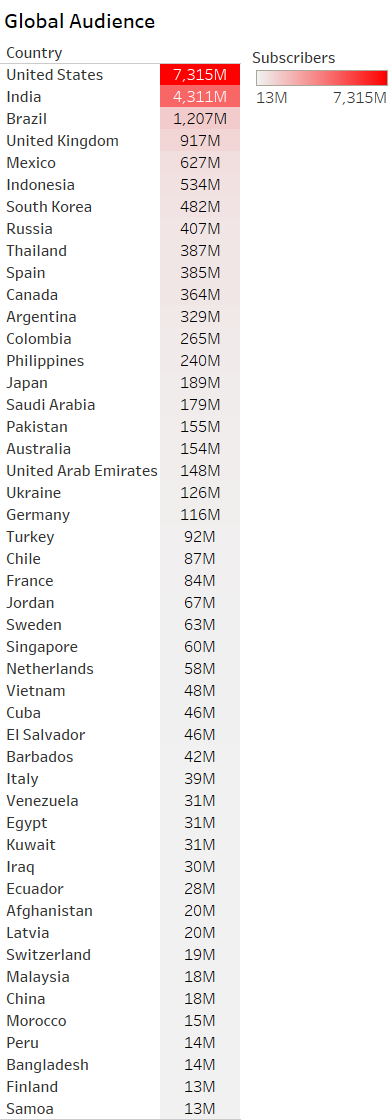 Global Audience
Country
Subscribers
13M 7,315M
United States 7,315M
India 4,311M
Brazil 1,207M
United Kingdom 917M
Mexico 627M
Indonesia 534M
South Korea 482M
Russia 407M
Thailand 387M
Spain 385M
Canada 364M
Argentina 329M
Colombia 265M
Philippines 240M
Japan 189M
Saudi Arabia 179M
Pakistan 155M
Australia 154M
United Arab Emirates 148M
Ukraine 126M
Germany 116M
Turkey 92M
Chile 87M
France 84M
Jordan 67M
Sweden 63M
Singapore 60M
Netherlands 58M
Vietnam 48M
Cuba 46M
El Salvador 46M
Barbados 42M
Italy 39M
Venezuela 31M
Egypt 31M
Kuwait 31M
Iraq 30M
Ecuador 28M
Afghanistan 20M
Latvia 20M
Switzerland 19M
Malaysia 18M
China 18M
Morocco 15M
Peru 14M
Bangladesh 14M
Finland 13M
Samoa 13M